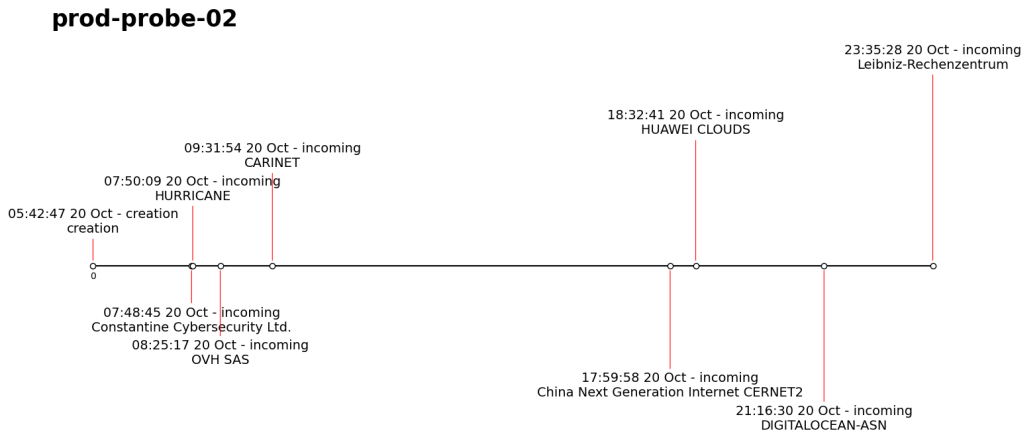 prod-probe-02
23:35:28 20 Oct - incoming
Leibniz-Rechenzentrum
18:32:41 20 Oct - incoming
HUAWEI CLOUDS
09:31:54 20 Oct - incoming
CARINET
07:50:09 20 Oct - incoming
HURRICANE
05:42:47 20 Oct - creation
creation
0
07:48:45 20 Oct - incoming
Constantine Cybersecurity Ltd.
08:25:17 20 Oct - incoming
OVH SAS
17:59:58 20 Oct - incoming
China Next Generation Internet CERNET2
21:16:30 20 Oct - incoming
DIGITALOCEAN-ASN